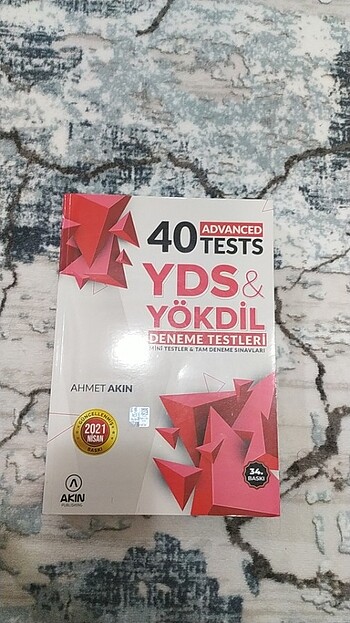 40 ADVANCED
TESTS
YDS &
YÖKDİL
DENEME TESTLERİ
MİNİ TESTLER & TAM DENEME SINAVLARI
AHMET AKIN
GÜNCELLENMİŞ
2021
NİSAN
BASKI
34.
BASKI
AKIN
PUBLISHING